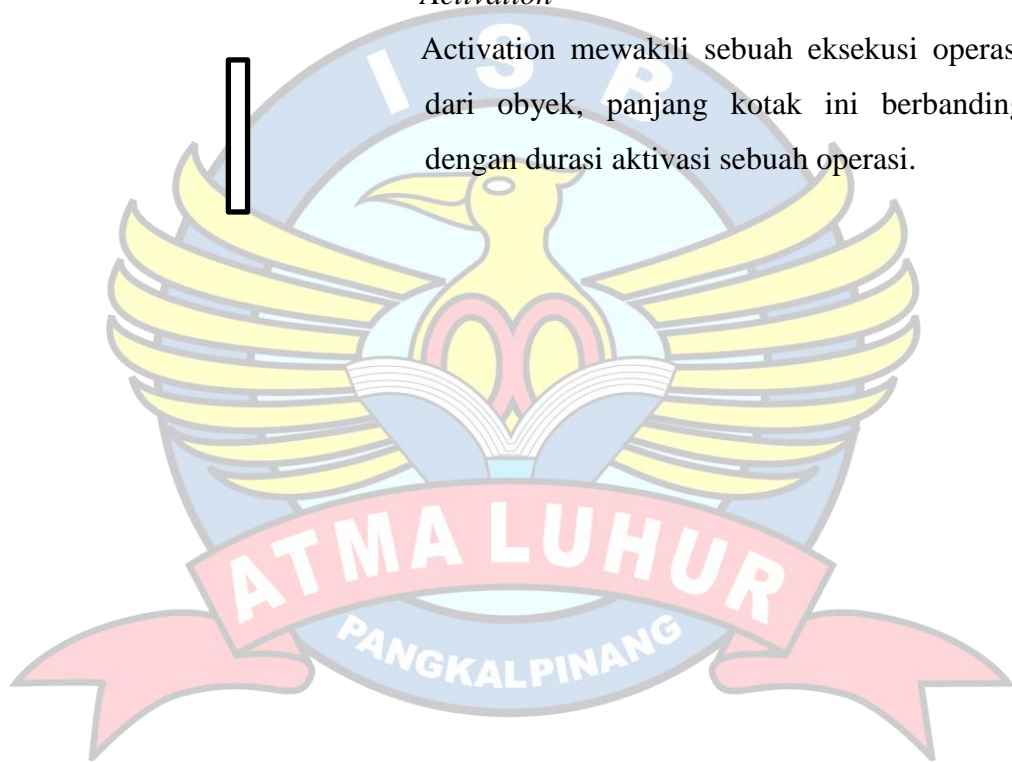 Activation
Activation mewakili sebuah eksekusi operas
dari obyek, panjang kotak ini berbanding
dengan durasi aktivasi sebuah operasi.
I S B
ATMA LUHUR
PANGKALPINANG